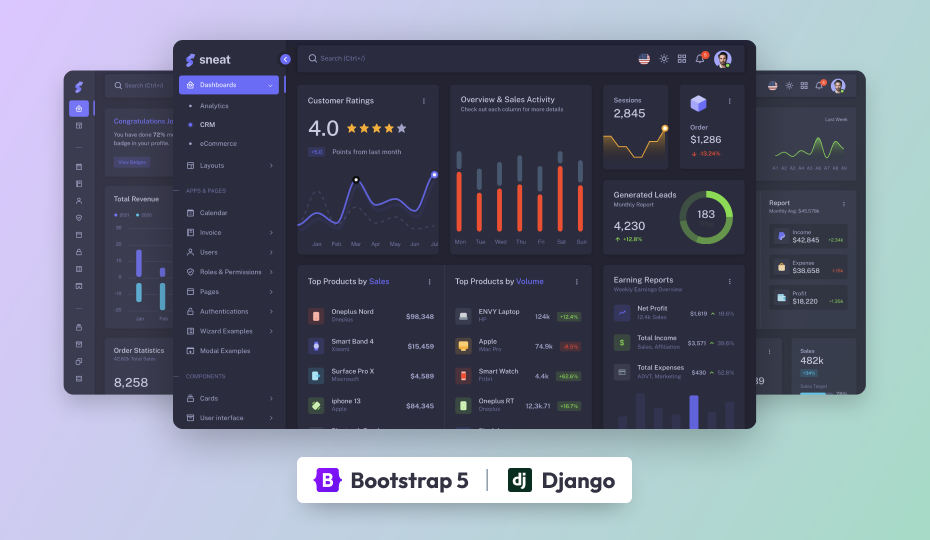 sneat
Dashboards
Analytics
CRM
eCommerce
Layouts
APPS & PAGES
Calendar
Invoice
Users
Roles & Permissions
Pages
Authentications
Wizard Examples
Modal Examples
COMPONENTS
Cards
User interface
Search (Ctrl+/)
Customer Ratings
4.0
+5.0 Points from last month
Jan Feb Mar Apr May Jun Jul
Overview & Sales Activity
Check out each column for more details
Mon Tue Wed Thu Fri Sat Sun
Sessions
2,845
Order
$1,286
-13.24%
Generated Leads
Monthly Report
4,230
+12.8%
183
Top Products by Sales
Oneplus Nord
Oneplus
$98,348
Smart Band 4
Xiaomi
$15,459
Surface Pro X
Miscrosoft
$4,589
iphone 13
Apple
$84,345
Top Products by Volume
ENVY Laptop
HP
124k +12.4%
Apple
iMac Pro
74.9k
Smart Watch
Fitbit
4.4k +62.6%
Oneplus RT
Oneplus
12,3k.71 +16.7%
Earning Reports
Weekly Earnings Overview
Net Profit
12.4k Sales
$1,619 18.6%
Total Income
Sales, Affiliation
$3,571 39.6%
Total Expenses
ADVT, Marketing
$430 52.8%
Search (Ctrl+/)
Congratulations
You have done 72%
badge in your profile.
View Badges
Total Revenue
2021 2020
30
20
10
0
-10
-20
Jan Feb
Order Statistics
42.82k Total Sales
8,258
Last Week
Report
Monthly Avg. $45.578k
Income
$42,845
+2.34k
Expense
$38,658
-1.15k
Profit
$18,220
+1.35k
Sales
482k
+34%
Sales Target
Bootstrap 5
dj Django